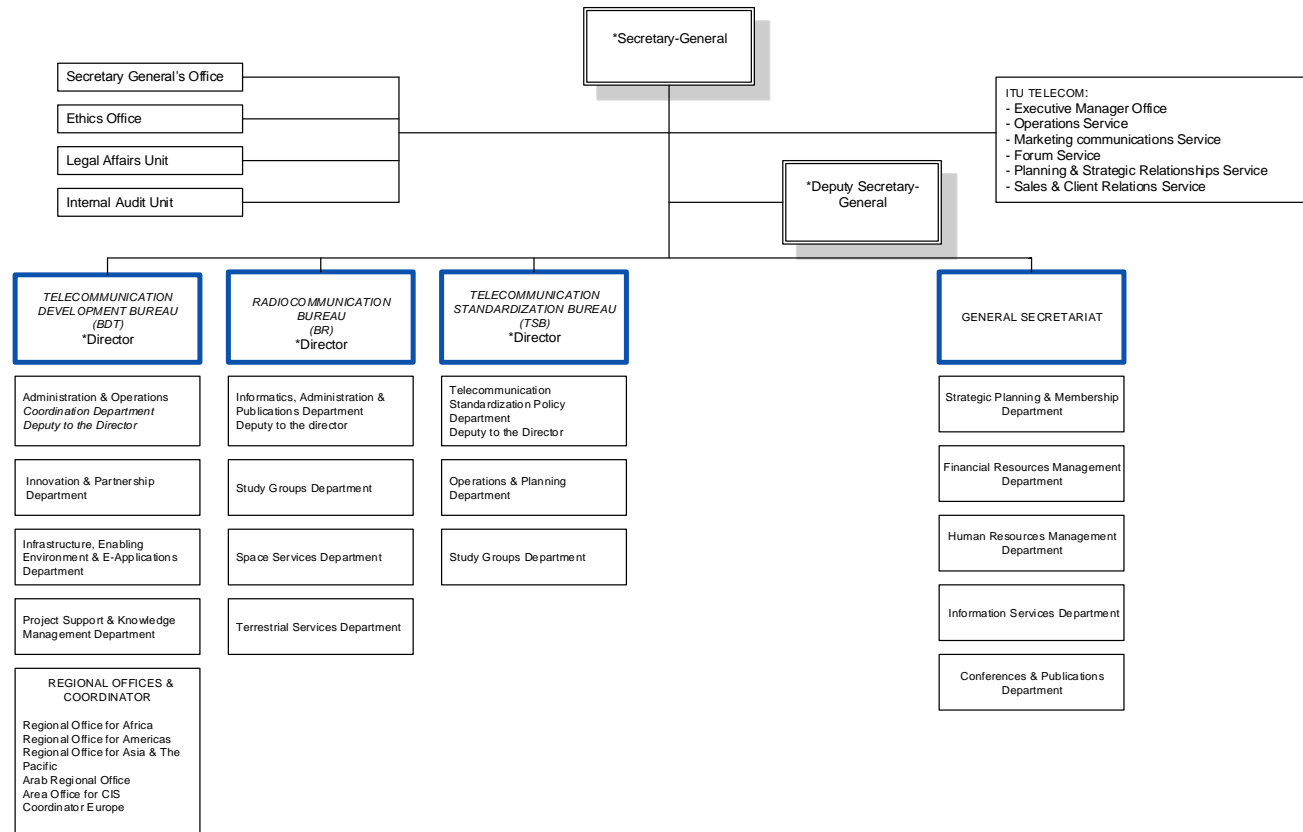 *Secretary-General
Secretary General's Office
Ethics Office
Legal Affairs Unit
Internal Audit Unit
ITU TELECOM:
- Executive Manager Office
- Operations Service
- Marketing communications Service
- Forum Service
- Planning & Strategic Relationships Service
- Sales & Client Relations Service
*Deputy Secretary-
General
TELECOMMUNICATION
DEVELOPMENT BUREAU
(BDT)
*Director
RADIOCOMMUNICATION
BUREAU
(BR)
*Director
TELECOMMUNICATION
STANDARDIZATION BUREAU
(TSB)
*Director
GENERAL SECRETARIAT
Administration & Operations
Coordination Department
Deputy to the Director
Innovation & Partnership
Department
Infrastructure, Enabling
Environment & E-Applications
Department
Project Support & Knowledge
Management Department
REGIONAL OFFICES &
COORDINATOR
Regional Office for Africa
Regional Office for Americas
Regional Office for Asia & The
Pacific
Arab Regional Office
Area Office for CIS
Coordinator Europe
Informatics, Administration &
Publications Department
Deputy to the director
Study Groups Department
Space Services Department
Terrestrial Services Department
Telecommunication
Standardization Policy
Department
Deputy to the Director
Operations & Planning
Department
Study Groups Department
Strategic Planning & Membership
Department
Financial Resources Management
Department
Human Resources Management
Department
Information Services Department
Conferences & Publications
Department